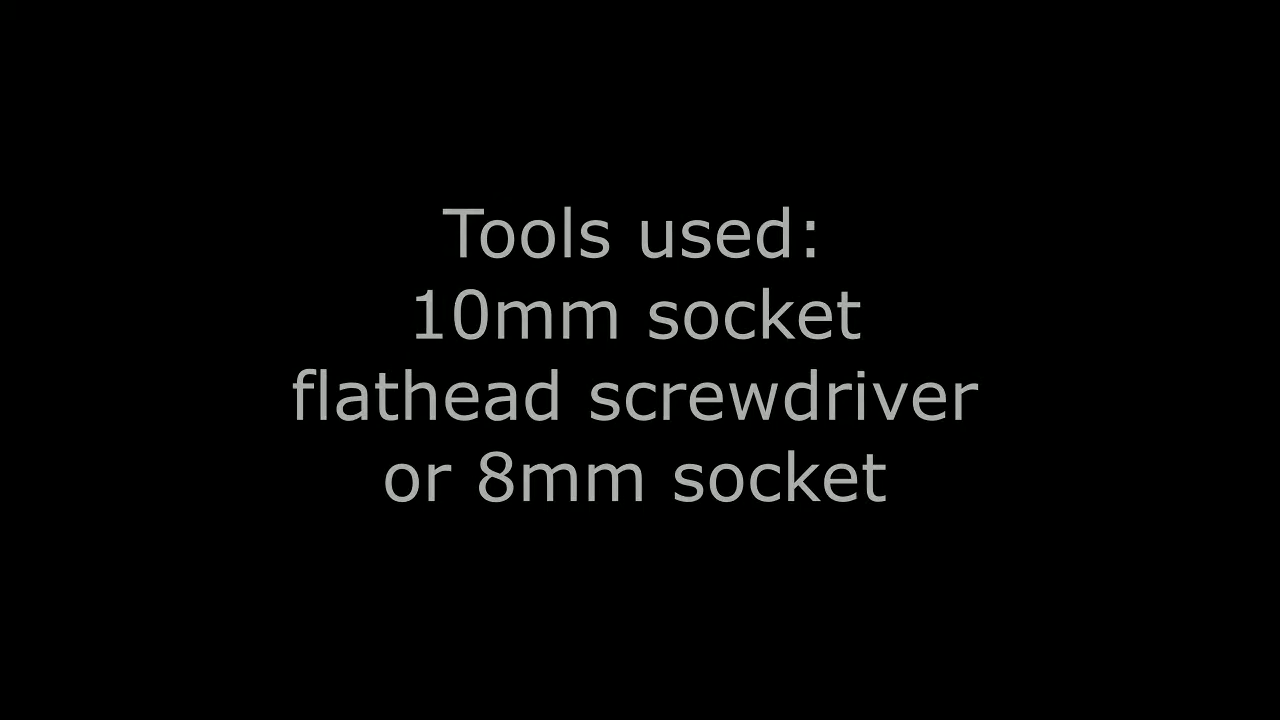 Tools used:
10mm socket
flathead screwdriver
or 8mm socket